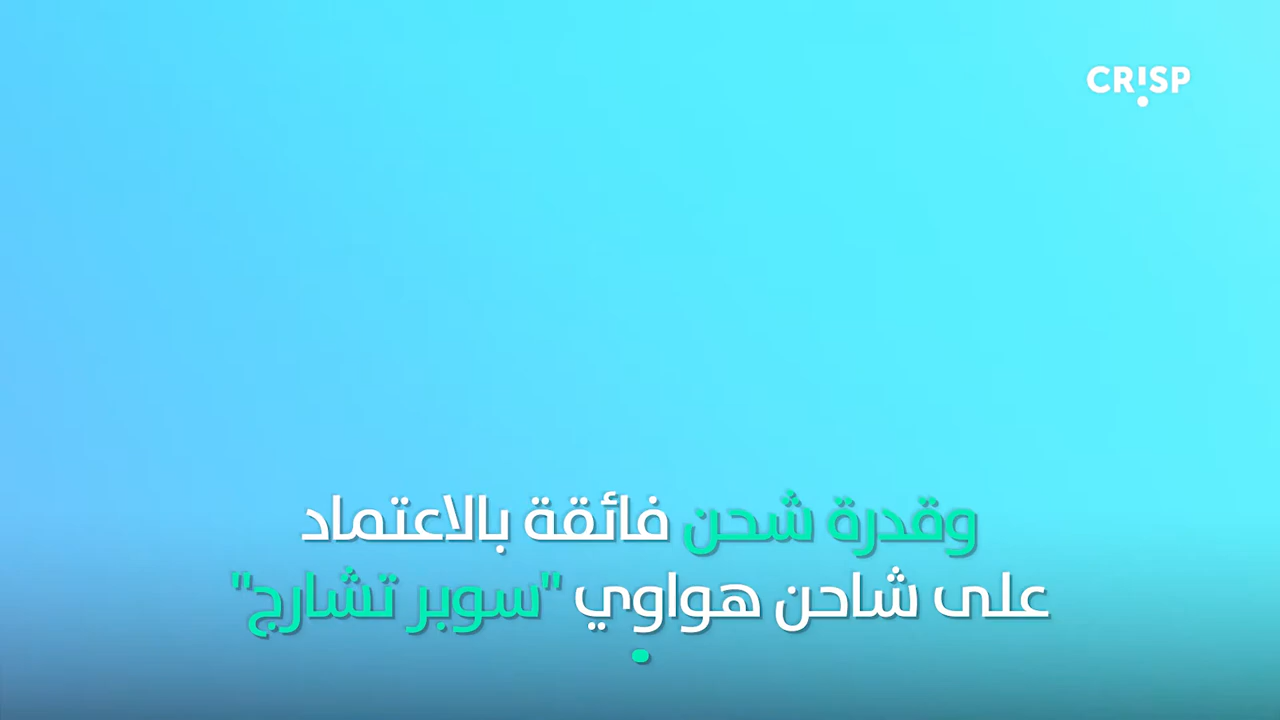 CRISP
وقدرة شحن فائقة بالاعتماد
على شاحن هواوي "سوبر تشارج"